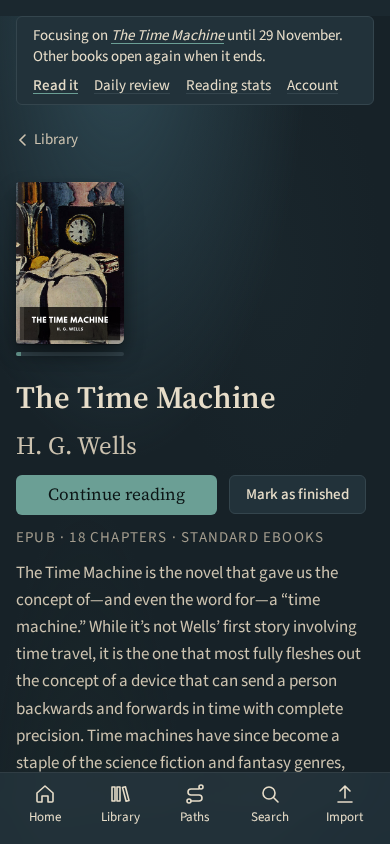 Focusing on The Time Machine until 29 November.
Other books open again when it ends.
Read it Daily review Reading stats Account
Library
THE TIME MACHINE
H. G. WELLS
The Time Machine
H. G. Wells
Continue reading Mark as finished
EPUB · 18 CHAPTERS · STANDARD EBOOKS
The Time Machine is the novel that gave us the
concept of—and even the word for—a “time
machine.” While it’s not Wells’ first story involving
time travel, it is the one that most fully fleshes out
the concept of a device that can send a person
backwards and forwards in time with complete
precision. Time machines have since become a
staple of the science fiction and fantasy genres,
Home Library Paths Search Import